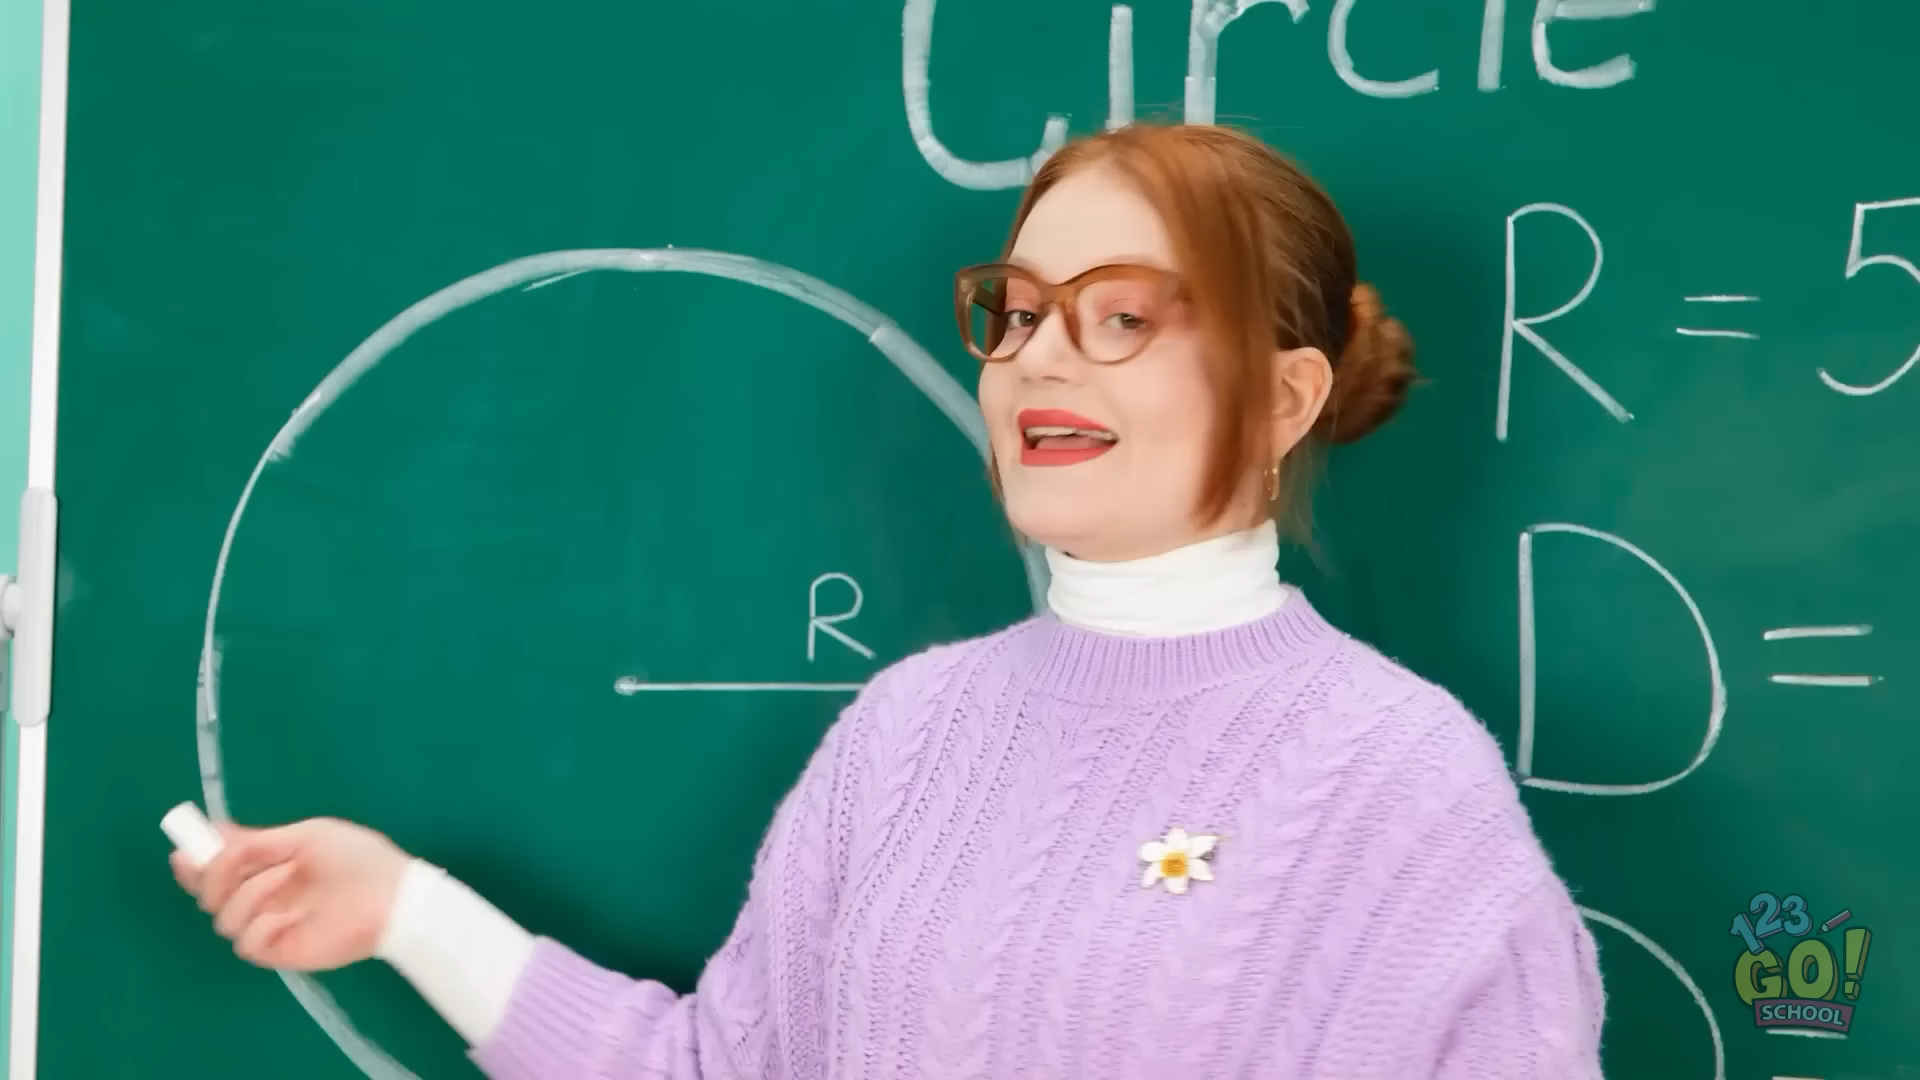 Circle
R = 5
R
D =
123
GO!
SCHOOL